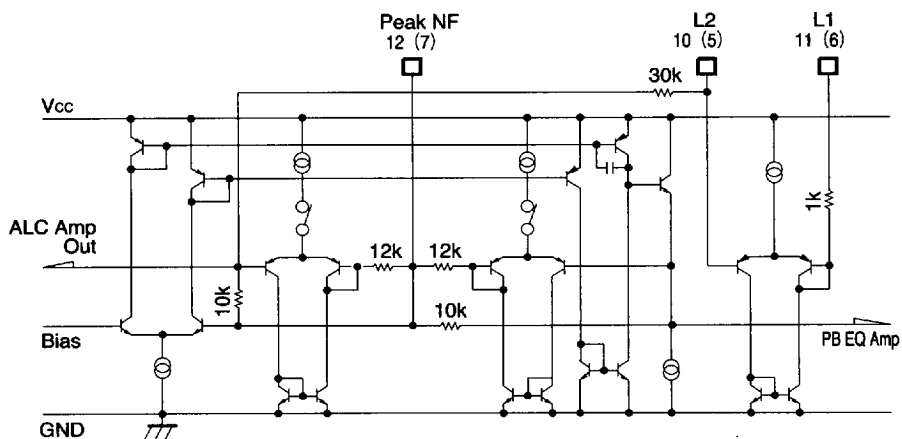 Peak NF
12 (7)
L2
10 (5)
L1
11 (6)
30k
Vcc
1k
ALC Amp
Out
12k
12k
10k
10k
Bias
PB EQ Amp
GND